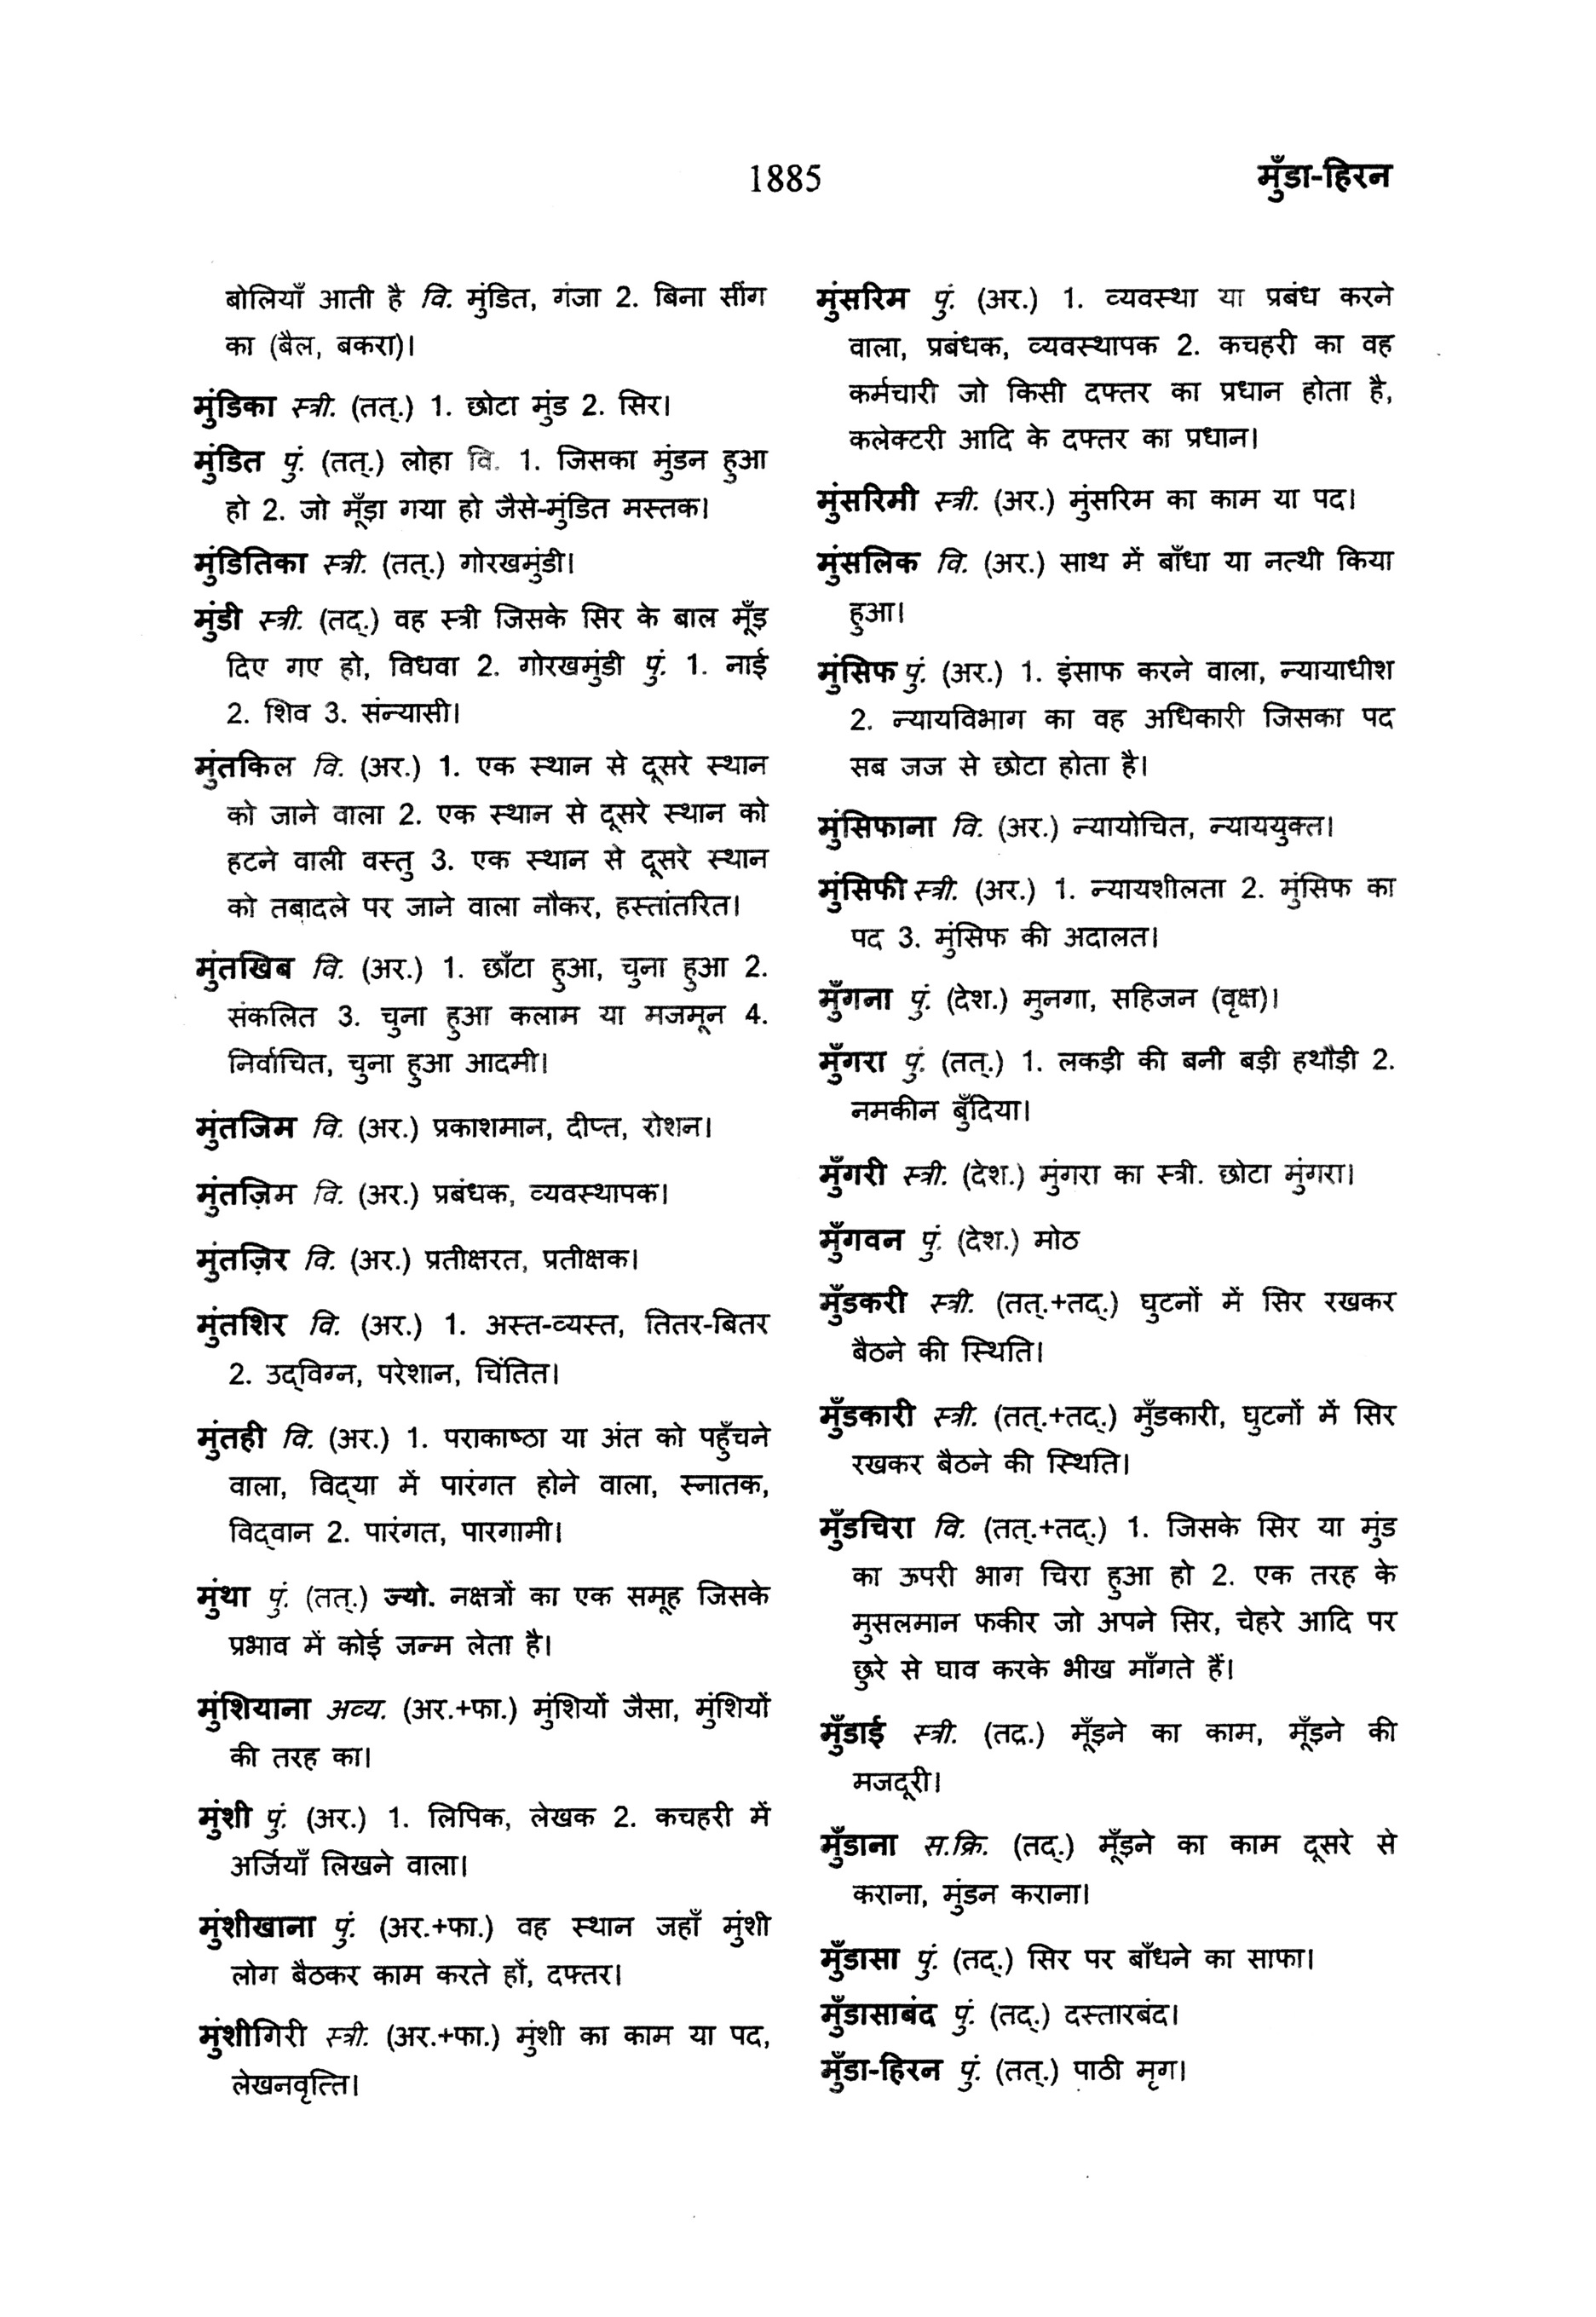 1885
मुँडा-हिरन
बोलियाँ आती है वि. मुंडित, गंजा 2. बिना सींग
का (बैल, बकरा)।
मुंडिका स्त्री. (तत्.) 1. छोटा मुंड 2. सिर।
मुंडित पुं. (तत्.) लोहा वि. 1. जिसका मुंडन हुआ
हो 2. जो मूँड़ा गया हो जैसे-मुंडित मस्तक।
मुंडितिका स्त्री. (तत्.) गोरखमुंडी।
मुंडी स्त्री. (तद्.) वह स्त्री जिसके सिर के बाल मूँड़
दिए गए हो, विधवा 2. गोरखमुंडी पुं. 1. नाई
2. शिव 3. संन्यासी।
मुंतकिल वि. (अर.) 1. एक स्थान से दूसरे स्थान
को जाने वाला 2. एक स्थान से दूसरे स्थान को
हटने वाली वस्तु 3. एक स्थान से दूसरे स्थान
को तबादले पर जाने वाला नौकर, हस्तांतरित।
मुंतखिब वि. (अर.) 1. छाँटा हुआ, चुना हुआ 2.
संकलित 3. चुना हुआ कलाम या मजमून 4.
निर्वाचित, चुना हुआ आदमी।
मुंतजिम वि. (अर.) प्रकाशमान, दीप्त, रोशन।
मुंतज़िम वि. (अर.) प्रबंधक, व्यवस्थापक।
मुंतज़िर वि. (अर.) प्रतीक्षरत, प्रतीक्षक।
मुंतशिर वि. (अर.) 1. अस्त-व्यस्त, तितर-बितर
2. उद्‌विग्न, परेशान, चिंतित।
मुंतही वि. (अर.) 1. पराकाष्ठा या अंत को पहुँचने
वाला, विद्‌या में पारंगत होने वाला, स्नातक,
विद्‌वान 2. पारंगत, पारगामी।
मुंथा पुं. (तत्.) ज्यो. नक्षत्रों का एक समूह जिसके
प्रभाव में कोई जन्म लेता है।
मुंशियाना अव्य. (अर.+फा.) मुंशियों जैसा, मुंशियों
की तरह का।
मुंशी पुं. (अर.) 1. लिपिक, लेखक 2. कचहरी में
अर्जियाँ लिखने वाला।
मुंशीखाना पुं. (अर.+फा.) वह स्थान जहाँ मुंशी
लोग बैठकर काम करते हों, दफ्तर।
मुंशीगिरी स्त्री. (अर.+फा.) मुंशी का काम या पद,
लेखनवृत्ति।
मुंसरिम पुं. (अर.) 1. व्यवस्था या प्रबंध करने
वाला, प्रबंधक, व्यवस्थापक 2. कचहरी का वह
कर्मचारी जो किसी दफ्तर का प्रधान होता है,
कलेक्टरी आदि के दफ्तर का प्रधान।
मुंसरिमी स्त्री. (अर.) मुंसरिम का काम या पद।
मुंसलिक वि. (अर.) साथ में बाँधा या नत्थी किया
हुआ।
मुंसिफ पुं. (अर.) 1. इंसाफ करने वाला, न्यायाधीश
2. न्यायविभाग का वह अधिकारी जिसका पद
सब जज से छोटा होता है।
मुंसिफाना वि. (अर.) न्यायोचित, न्याययुक्त।
मुंसिफी स्त्री. (अर.) 1. न्यायशीलता 2. मुंसिफ का
पद 3. मुंसिफ की अदालत।
मुँगना पुं. (देश.) मुनगा, सहिजन (वृक्ष)।
मुँगरा पुं. (तत्.) 1. लकड़ी की बनी बड़ी हथौड़ी 2.
नमकीन बुँदिया।
मुँगरी स्त्री. (देश.) मुंगरा का स्त्री. छोटा मुंगरा।
मुँगवन पुं. (देश.) मोठ
मुँडकरी स्त्री. (तत्.+तद्.) घुटनों में सिर रखकर
बैठने की स्थिति।
मुँडकारी स्त्री. (तत्.+तद्.) मुँडकारी, घुटनों में सिर
रखकर बैठने की स्थिति।
मुँडचिरा वि. (तत्.+तद्.) 1. जिसके सिर या मुंड
का ऊपरी भाग चिरा हुआ हो 2. एक तरह के
मुसलमान फकीर जो अपने सिर, चेहरे आदि पर
छुरे से घाव करके भीख माँगते हैं।
मुँडाई स्त्री. (तद्र.) मूँड़ने का काम, मूँड़ने की
मजदूरी।
मुँडाना स.क्रि. (तद्.) मूँड़ने का काम दूसरे से
कराना, मुंडन कराना।
मुँडासा पुं. (तद्.) सिर पर बाँधने का साफा।
मुँडासाबंद पुं. (तद्.) दस्तारबंद।
मुँडा-हिरन पुं. (तत्.) पाठी मृग।